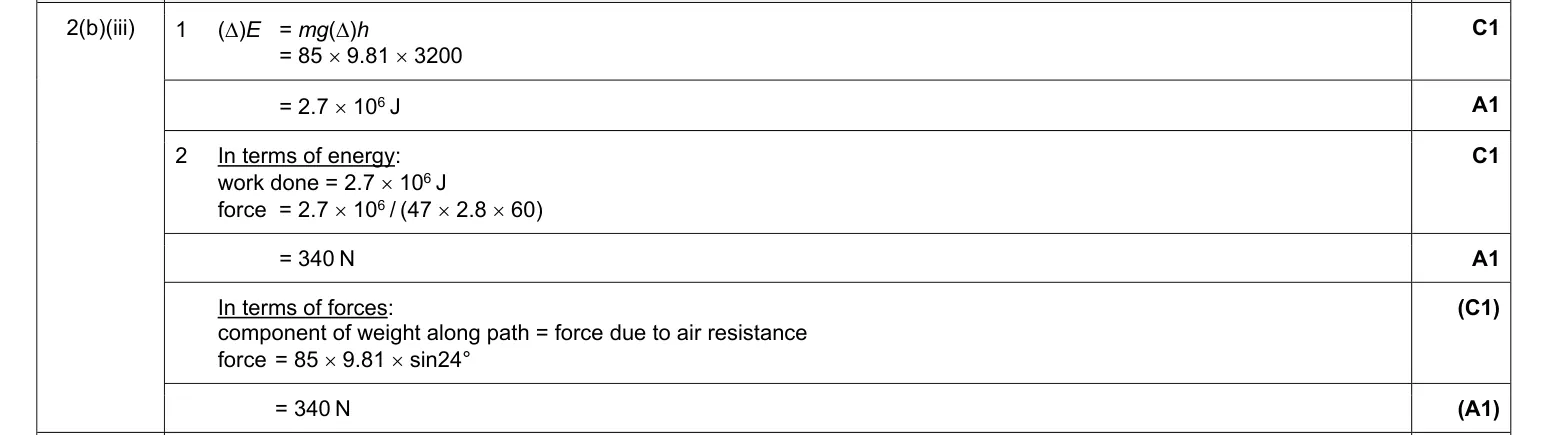 2(b)(iii) 1 (Δ)E = mg(Δ)h C1
= 85 × 9.81 × 3200
= 2.7 × 10⁶ J A1
2 In terms of energy: C1
work done = 2.7 × 10⁶ J
force = 2.7 × 10⁶ / (47 × 2.8 × 60)
= 340 N A1
In terms of forces: (C1)
component of weight along path = force due to air resistance
force = 85 × 9.81 × sin24°
= 340 N (A1)